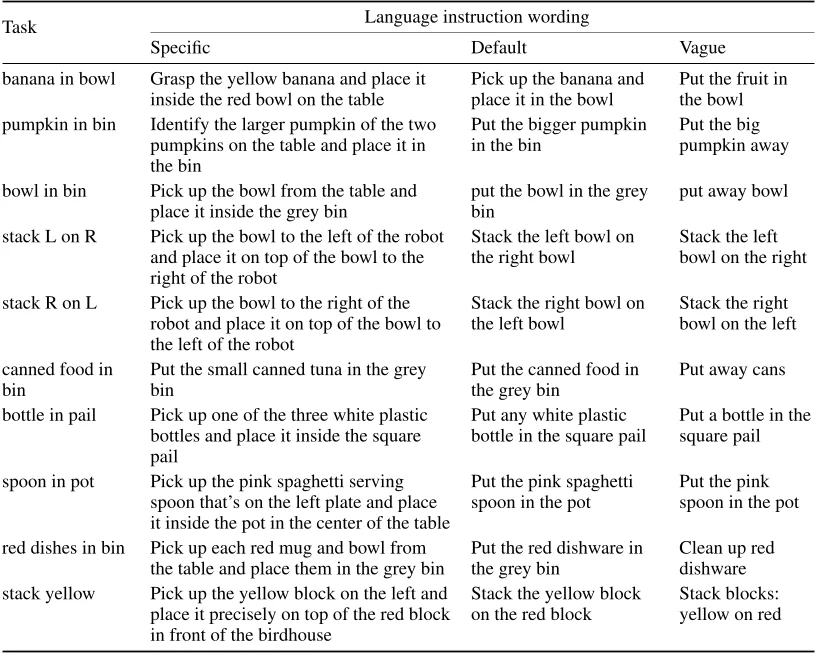 Task
Language instruction wording
Specific Default Vague
banana in bowl Grasp the yellow banana and place it Pick up the banana and Put the fruit in
inside the red bowl on the table place it in the bowl the bowl
pumpkin in bin Identify the larger pumpkin of the two Put the bigger pumpkin Put the big
pumpkins on the table and place it in in the bin pumpkin away
the bin
bowl in bin Pick up the bowl from the table and put the bowl in the grey put away bowl
place it inside the grey bin bin
stack L on R Pick up the bowl to the left of the robot Stack the left bowl on Stack the left
and place it on top of the bowl to the the right bowl bowl on the right
right of the robot
stack R on L Pick up the bowl to the right of the Stack the right bowl on Stack the right
robot and place it on top of the bowl to the left bowl bowl on the left
the left of the robot
canned food in Put the small canned tuna in the grey Put the canned food in Put away cans
bin bin the grey bin
bottle in pail Pick up one of the three white plastic Put any white plastic Put a bottle in the
bottles and place it inside the square bottle in the square pail square pail
pail
spoon in pot Pick up the pink spaghetti serving Put the pink spaghetti Put the pink
spoon that's on the left plate and place spoon in the pot spoon in the pot
it inside the pot in the center of the table
red dishes in bin Pick up each red mug and bowl from Put the red dishware in Clean up red
the table and place them in the grey bin the grey bin dishware
stack yellow Pick up the yellow block on the left and Stack the yellow block Stack blocks:
place it precisely on top of the red block on the red block yellow on red
in front of the birdhouse